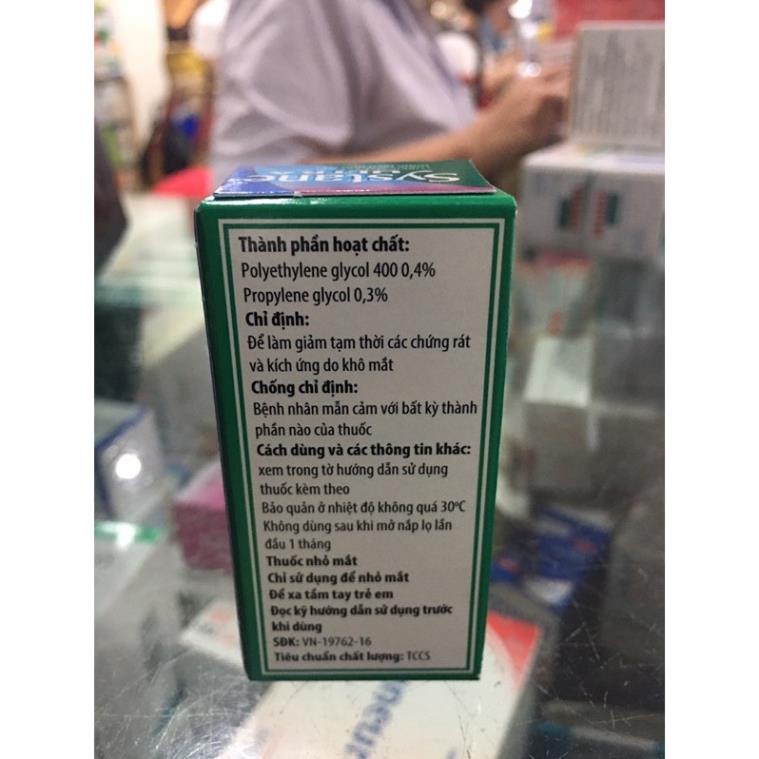 Systane
Thành phần hoạt chất:
Polyethylene glycol 400 0,4%
Propylene glycol 0,3%
Chỉ định:
Để làm giảm tạm thời các chứng rát
và kích ứng do khô mắt
Chống chỉ định:
Bệnh nhân mẫn cảm với bất kỳ thành
phần nào của thuốc
Cách dùng và các thông tin khác:
xem trong tờ hướng dẫn sử dụng
thuốc kèm theo
Bảo quản ở nhiệt độ không quá 30ºC
Không dùng sau khi mở nắp lọ lần
đầu 1 tháng
Thuốc nhỏ mắt
Chỉ sử dụng để nhỏ mắt
Để xa tầm tay trẻ em
Đọc kỹ hướng dẫn sử dụng trước
khi dùng
SĐK: VN-19762-16
Tiêu chuẩn chất lượng: TCCS